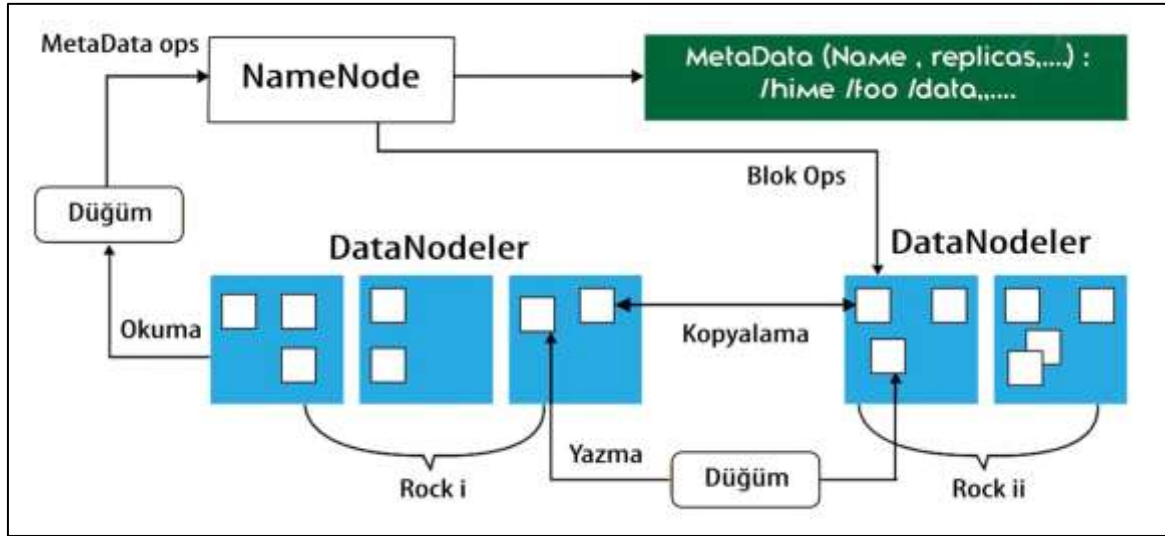 MetaData ops
NameNode
MetaData (Name , replicas,....) :
/hime /foo /data,,.....
Blok Ops
Düğüm
DataNodeler
DataNodeler
Okuma
Kopyalama
Yazma
Düğüm
Rock i
Rock ii